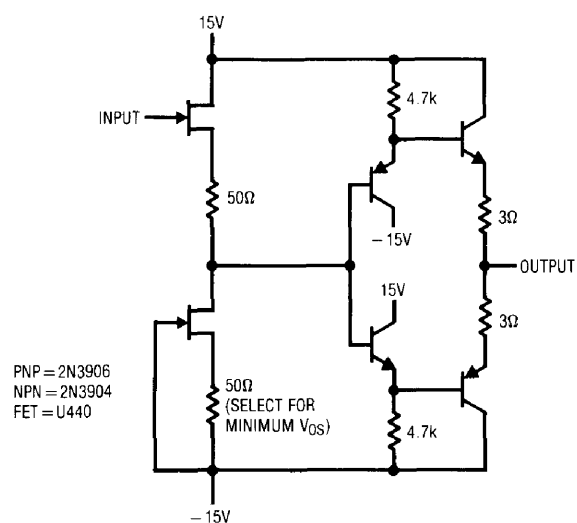 15V
INPUT
4.7k
50Ω
3Ω
−15V
OUTPUT
15V
3Ω
PNP = 2N3906
NPN = 2N3904
FET = U440
50Ω
(SELECT FOR
MINIMUM VOS)
4.7k
−15V